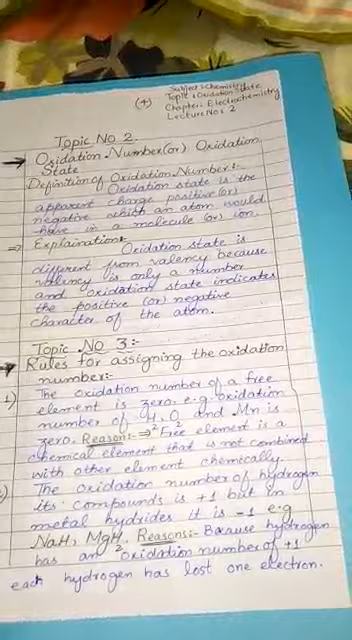 (4)
Subject: Chemistry
Topic: Oxidation State
Chapter: Electrochemistry
Lecture No: 2
Topic No 2
Oxidation Number (or) Oxidation
State
Definition of Oxidation Number:-
Oxidation state is the
apparent charge positive (or)
negative which an atom would
have in a molecule (or) ion.
⇒ Explaination:
Oxidation state is
different from valency because
valency is only a number
and oxidation state indicates
the positive (or) negative
character of the atom.
Topic No 3:-
Rules for assigning the oxidation
number:-
1) The oxidation number of a free
element is zero. e.g. oxidation
number of H2, O2 and Mn is
zero. Reason:- ⇒ Free element is a
chemical element that is not combined
with other element chemically.
The oxidation number of hydrogen
its compounds is +1 but in
metal hydrides it is -1 e.g
NaH, MgH2. Reasons:- Because hydrogen
has an oxidation number of +1
each hydrogen has lost one electron.